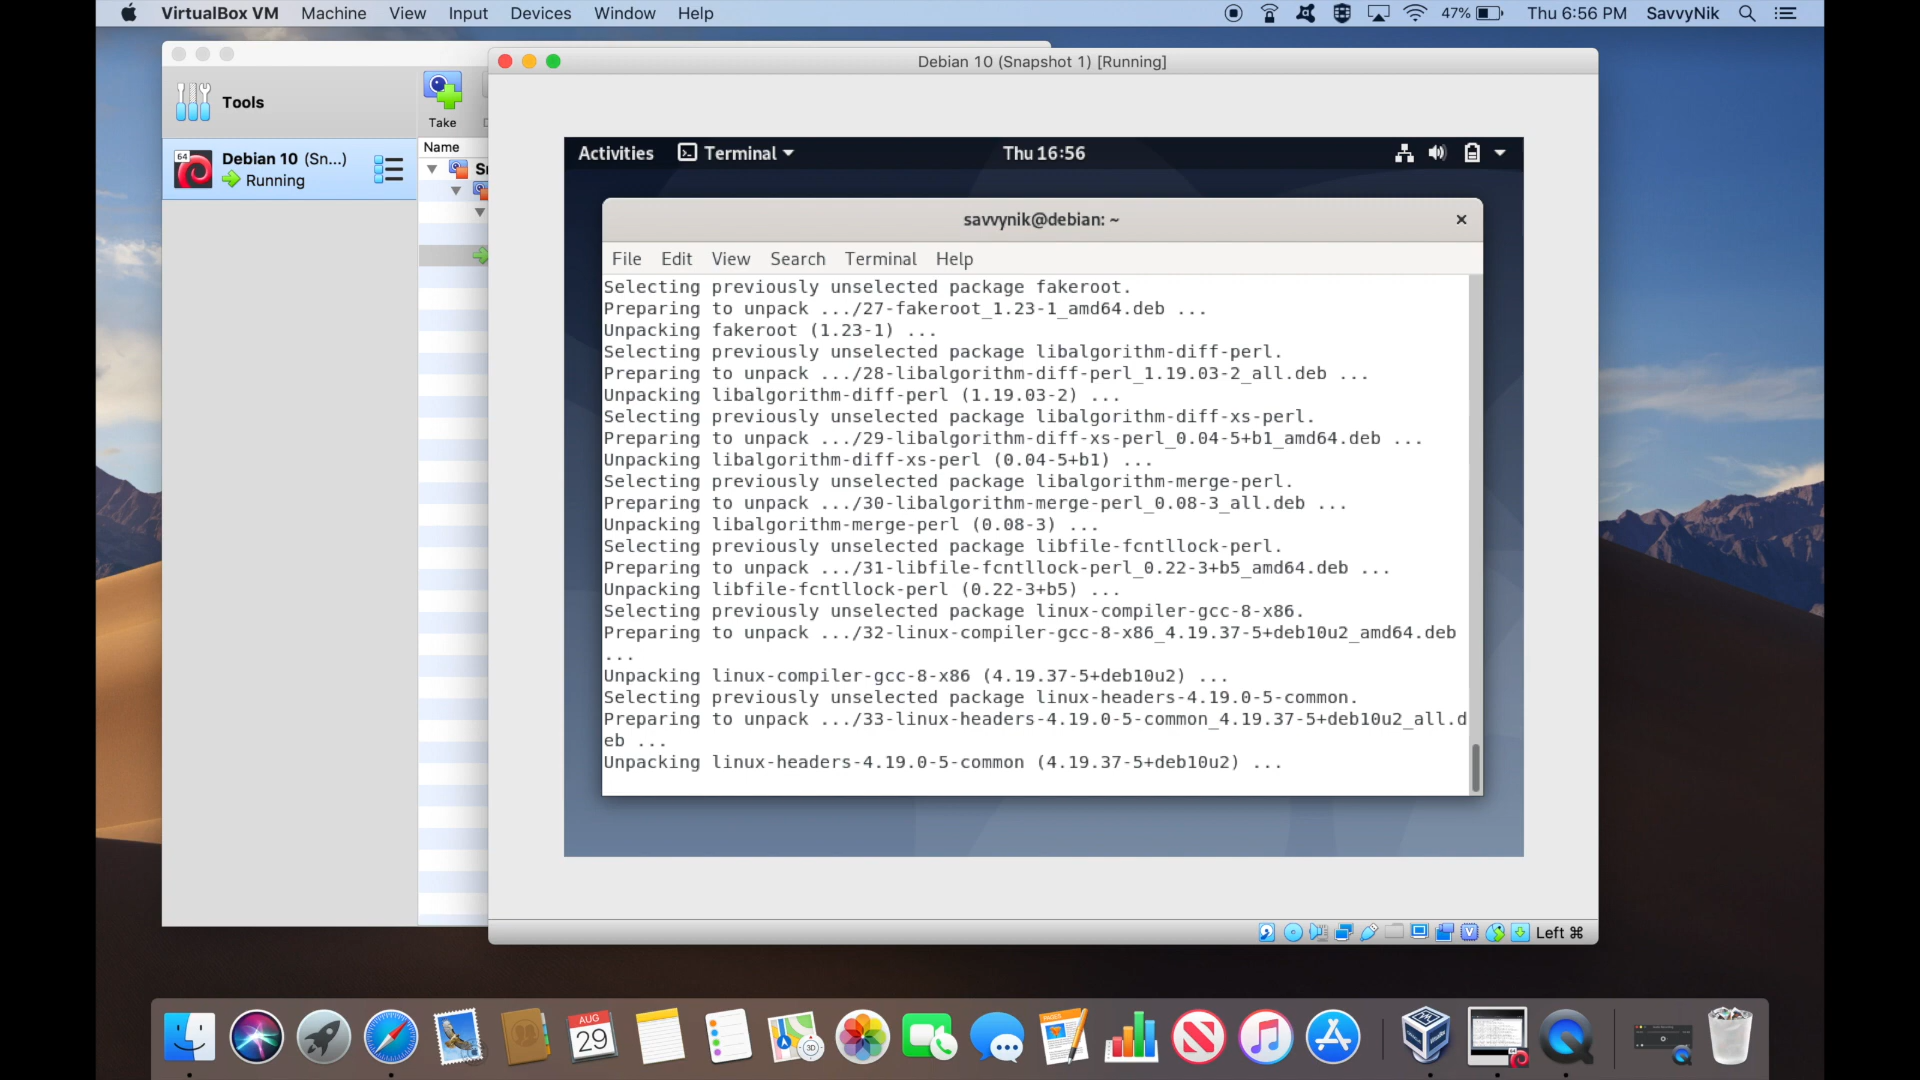 VirtualBox VM Machine View Input Devices Window Help 47% Thu 6:56 PM SavvyNik
Tools
64
Debian 10 (Sn...)
Running
Take
Name
Debian 10 (Snapshot 1) [Running]
Activities Terminal Thu 16:56
savvynik@debian: ~
File Edit View Search Terminal Help
Selecting previously unselected package fakeroot.
Preparing to unpack .../27-fakeroot_1.23-1_amd64.deb ...
Unpacking fakeroot (1.23-1) ...
Selecting previously unselected package libalgorithm-diff-perl.
Preparing to unpack .../28-libalgorithm-diff-perl_1.19.03-2_all.deb ...
Unpacking libalgorithm-diff-perl (1.19.03-2) ...
Selecting previously unselected package libalgorithm-diff-xs-perl.
Preparing to unpack .../29-libalgorithm-diff-xs-perl_0.04-5+b1_amd64.deb ...
Unpacking libalgorithm-diff-xs-perl (0.04-5+b1) ...
Selecting previously unselected package libalgorithm-merge-perl.
Preparing to unpack .../30-libalgorithm-merge-perl_0.08-3_all.deb ...
Unpacking libalgorithm-merge-perl (0.08-3) ...
Selecting previously unselected package libfile-fcntllock-perl.
Preparing to unpack .../31-libfile-fcntllock-perl_0.22-3+b5_amd64.deb ...
Unpacking libfile-fcntllock-perl (0.22-3+b5) ...
Selecting previously unselected package linux-compiler-gcc-8-x86.
Preparing to unpack .../32-linux-compiler-gcc-8-x86_4.19.37-5+deb10u2_amd64.deb
...
Unpacking linux-compiler-gcc-8-x86 (4.19.37-5+deb10u2) ...
Selecting previously unselected package linux-headers-4.19.0-5-common.
Preparing to unpack .../33-linux-headers-4.19.0-5-common_4.19.37-5+deb10u2_all.d
eb ...
Unpacking linux-headers-4.19.0-5-common (4.19.37-5+deb10u2) ...
Left ⌘
AUG
29
3D
PAGES